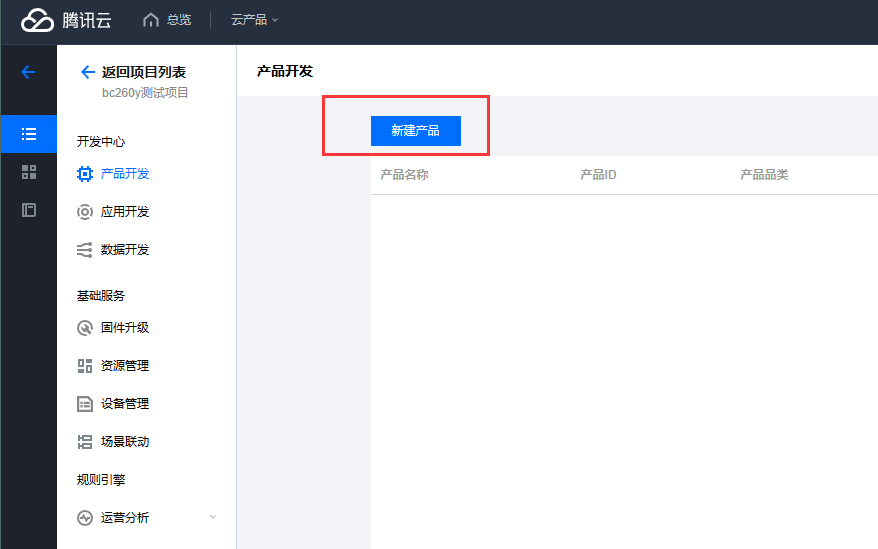 腾讯云 总览 云产品
返回项目列表
bc260y测试项目
开发中心
产品开发
应用开发
数据开发
基础服务
固件升级
资源管理
设备管理
场景联动
规则引擎
运营分析
产品开发
新建产品
产品名称 产品ID 产品品类